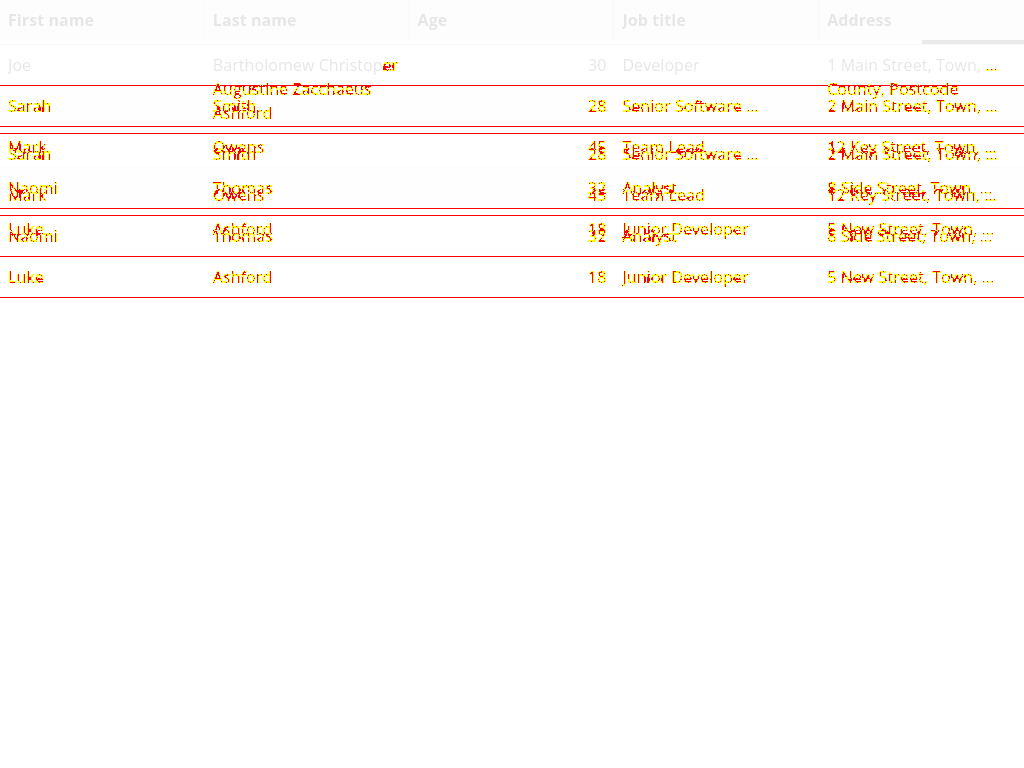 First name Last name Age Job title Address
Joe Bartholomew Christoper 30 Developer 1 Main Street, Town, ...
Augustine Zacchaeus County, Postcode
Sarah Smith 28 Senior Software ... 2 Main Street, Town, ...
Ashford
Mark Owens 45 Team Lead 12 Key Street, Town, ...
Sarah Smith 28 Senior Software ... 2 Main Street, Town, ...
Naomi Thomas 32 Analyst 8 Side Street, Town, ...
Mark Owens 45 Team Lead 12 Key Street, Town, ...
Luke Ashford 18 Junior Developer 5 New Street, Town, ...
Naomi Thomas 32 Analyst 8 Side Street, Town, ...
Luke Ashford 18 Junior Developer 5 New Street, Town, ...